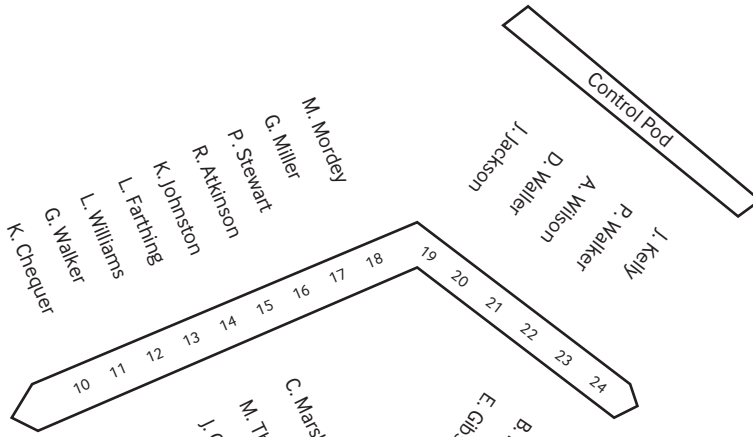 Control Pod
K. Chequer
G. Walker
L. Williams
L. Farthing
K. Johnston
R. Atkinson
P. Stewart
G. Miller
M. Mordey
J. Jackson
D. Waller
A. Wilson
P. Walker
J. Kelly
10
11
12
13
14
15
16
17
18
19
20
21
22
23
24
J.
M.
C.
E.
B.